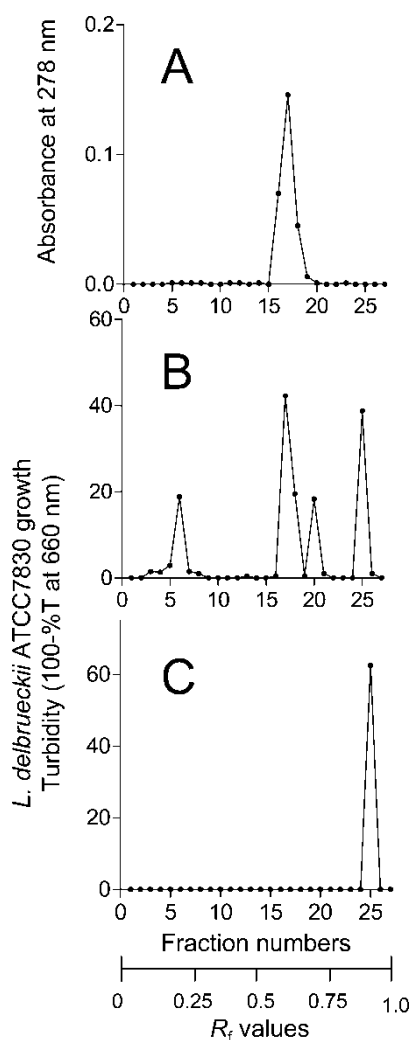 A
Absorbance at 278 nm
0.2
0.1
0.0
0 5 10 15 20 25
B
60
40
20
0
0 5 10 15 20 25
L. delbrueckii ATCC7830 growth
Turbidity (100-%T at 660 nm)
C
60
40
20
0
0 5 10 15 20 25
Fraction numbers
0 0.25 0.5 0.75 1.0
Rf values